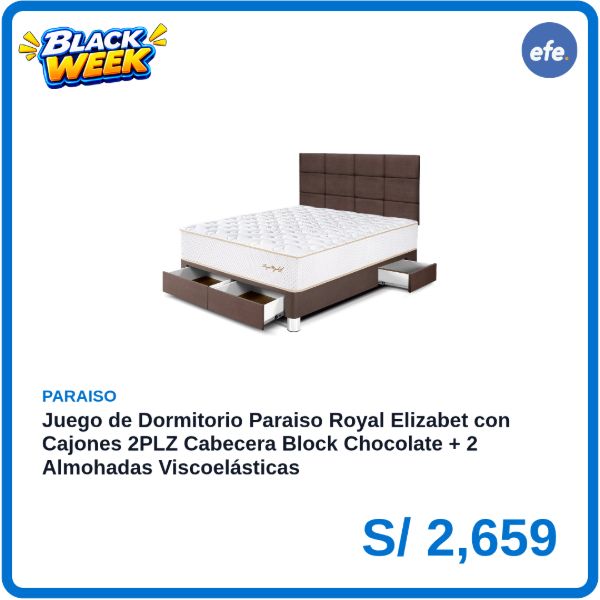 BLACK
WEEK
efe.
PARAISO
Juego de Dormitorio Paraiso Royal Elizabet con
Cajones 2PLZ Cabecera Block Chocolate + 2
Almohadas Viscoelásticas
S/ 2,659